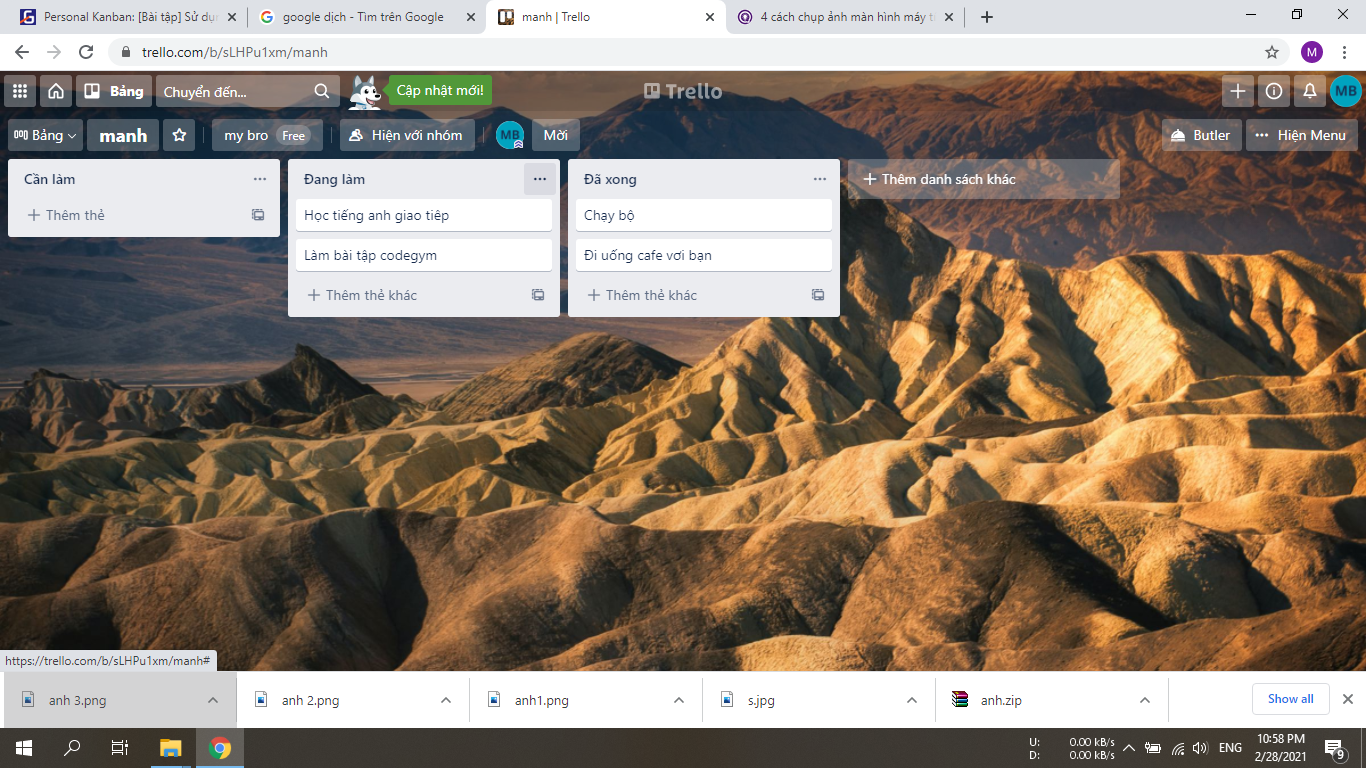 Personal Kanban: [Bài tập] Sử dụ
google dịch - Tìm trên Google
manh | Trello
4 cách chụp ảnh màn hình máy t
trello.com/b/sLHPu1xm/manh
M
Bảng
Chuyển đến...
Cập nhật mới!
Trello
MB
Bảng
manh
my bro Free
Hiện với nhóm
MB
Mời
Butler
Hiện Menu
Cần làm
Thêm thẻ
Đang làm
Học tiếng anh giao tiếp
Làm bài tập codegym
Thêm thẻ khác
Đã xong
Chạy bộ
Đi uống cafe vơi bạn
Thêm thẻ khác
Thêm danh sách khác
https://trello.com/b/sLHPu1xm/manh#
anh 3.png
anh 2.png
anh1.png
s.jpg
anh.zip
Show all
U: 0.00 kB/s
D: 0.00 kB/s
ENG
10:58 PM
2/28/2021
9